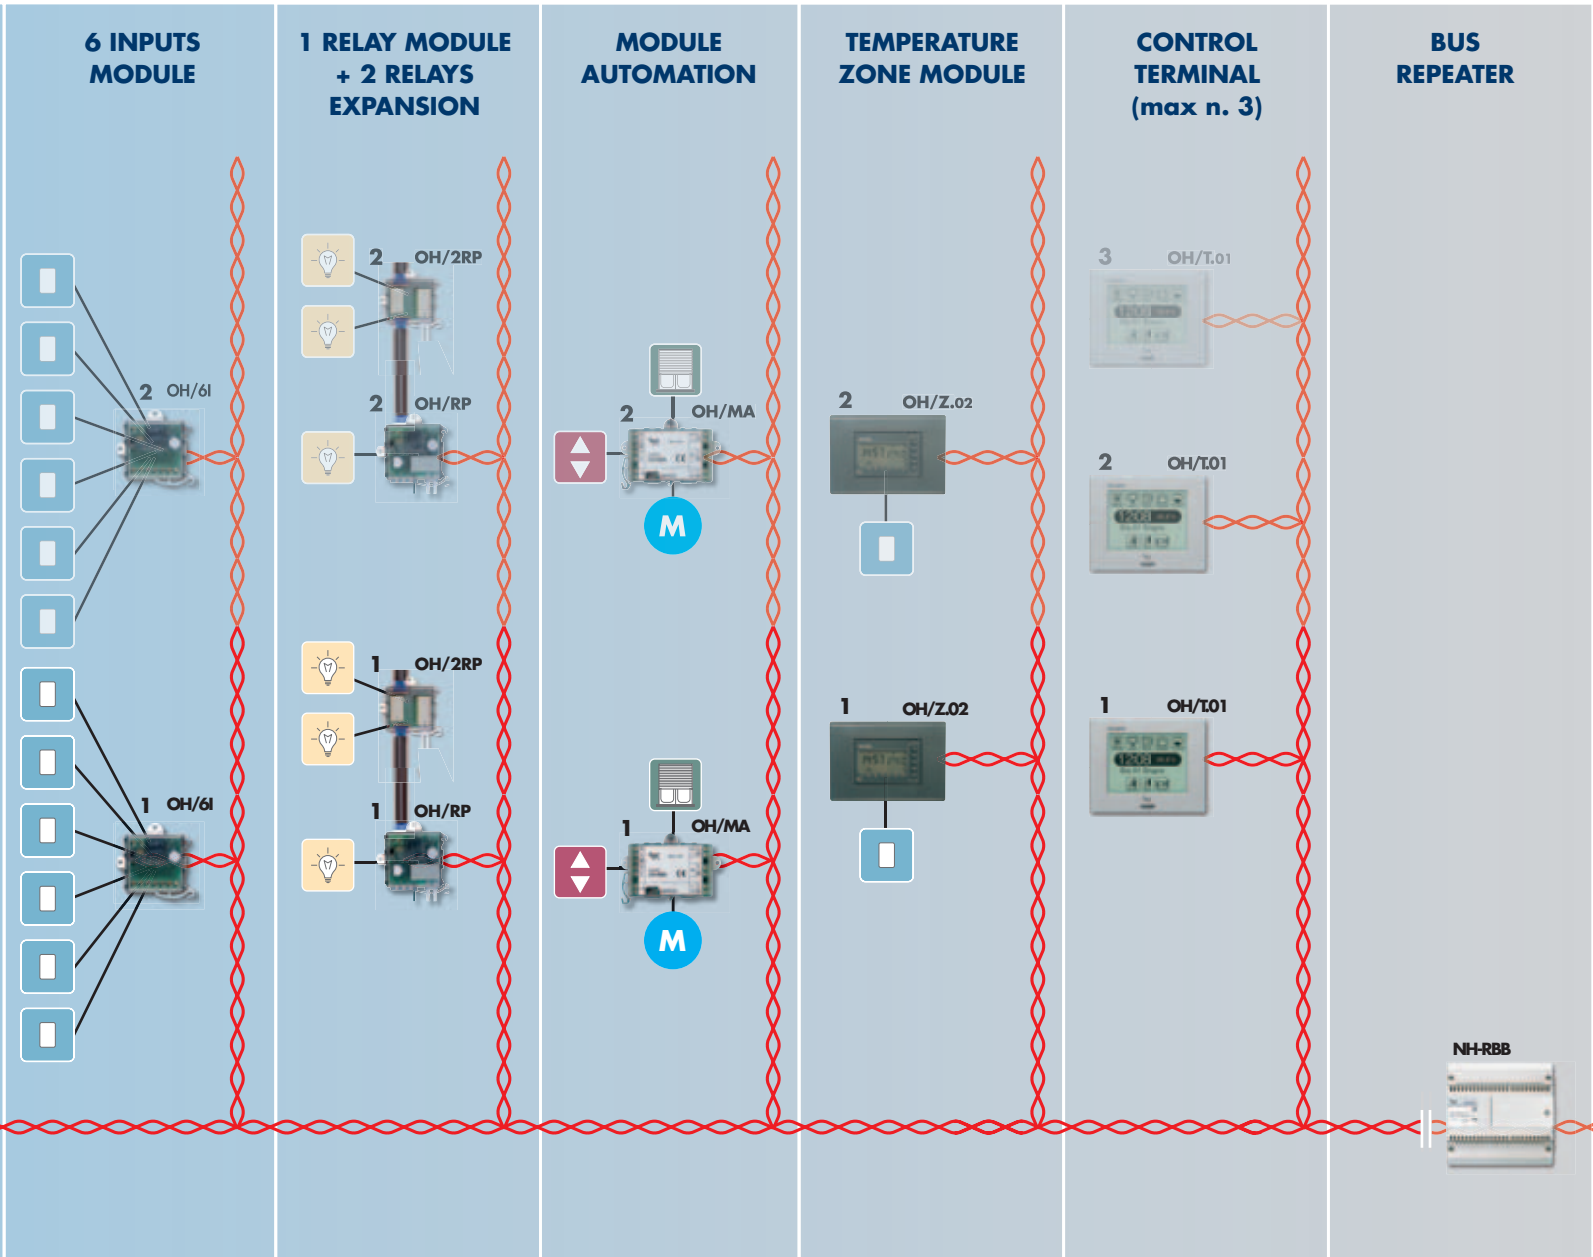 6 INPUTS
MODULE
1 RELAY MODULE
+ 2 RELAYS
EXPANSION
MODULE
AUTOMATION
TEMPERATURE
ZONE MODULE
CONTROL
TERMINAL
(max n. 3)
BUS
REPEATER
2 OH/6I
1 OH/6I
2 OH/2RP
2 OH/RP
1 OH/2RP
1 OH/RP
2 OH/MA
M
1 OH/MA
M
2 OH/Z.02
1 OH/Z.02
3 OH/T.01
2 OH/T.01
1 OH/T.01
NH-RBB